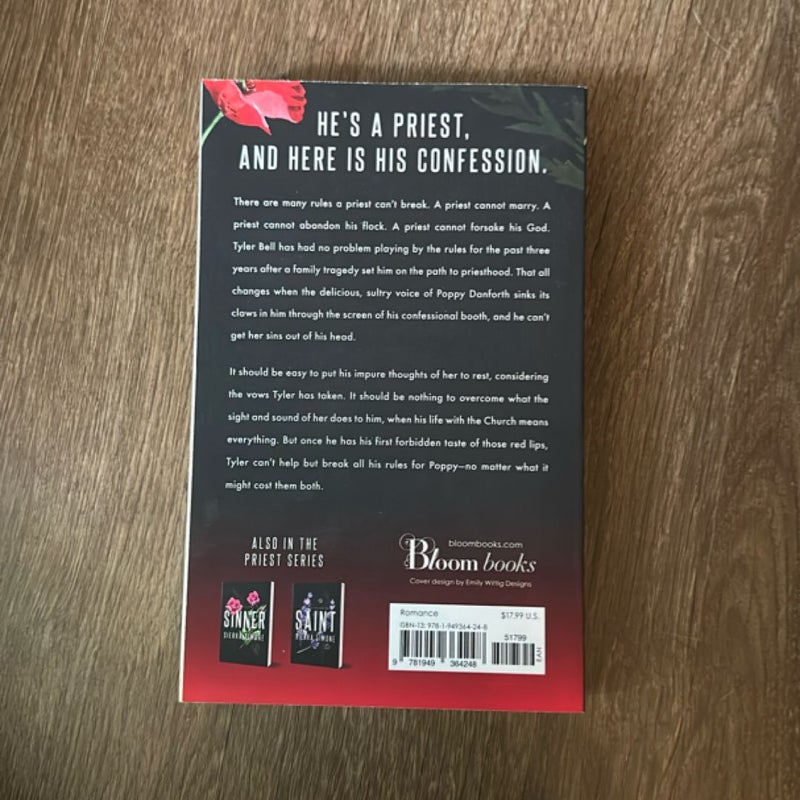 HE'S A PRIEST,
AND HERE IS HIS CONFESSION.
There are many rules a priest can't break. A priest cannot marry. A
priest cannot abandon his flock. A priest cannot forsake his God.
Tyler Bell has had no problem playing by the rules for the past three
years after a family tragedy set him on the path to priesthood. That all
changes when the delicious, sultry voice of Poppy Danforth sinks its
claws in him through the screen of his confessional booth, and he can't
get her sins out of his head.
It should be easy to put his impure thoughts of her to rest, considering
the vows Tyler has taken. It should be nothing to overcome what the
sight and sound of her does to him, when his life with the Church means
everything. But once he has his first forbidden taste of those red lips,
Tyler can't help but break all his rules for Poppy—no matter what it
might cost them both.
ALSO IN THE
PRIEST SERIES
SINNER
SIERRA SIMONE
SAINT
SIERRA SIMONE
bloombooks.com
Bloom books
Cover design by Emily Wittig Designs
Romance $17.99 U.S.
ISBN-13: 978-1-949364-24-8
51799
9 781949 364248
EAN